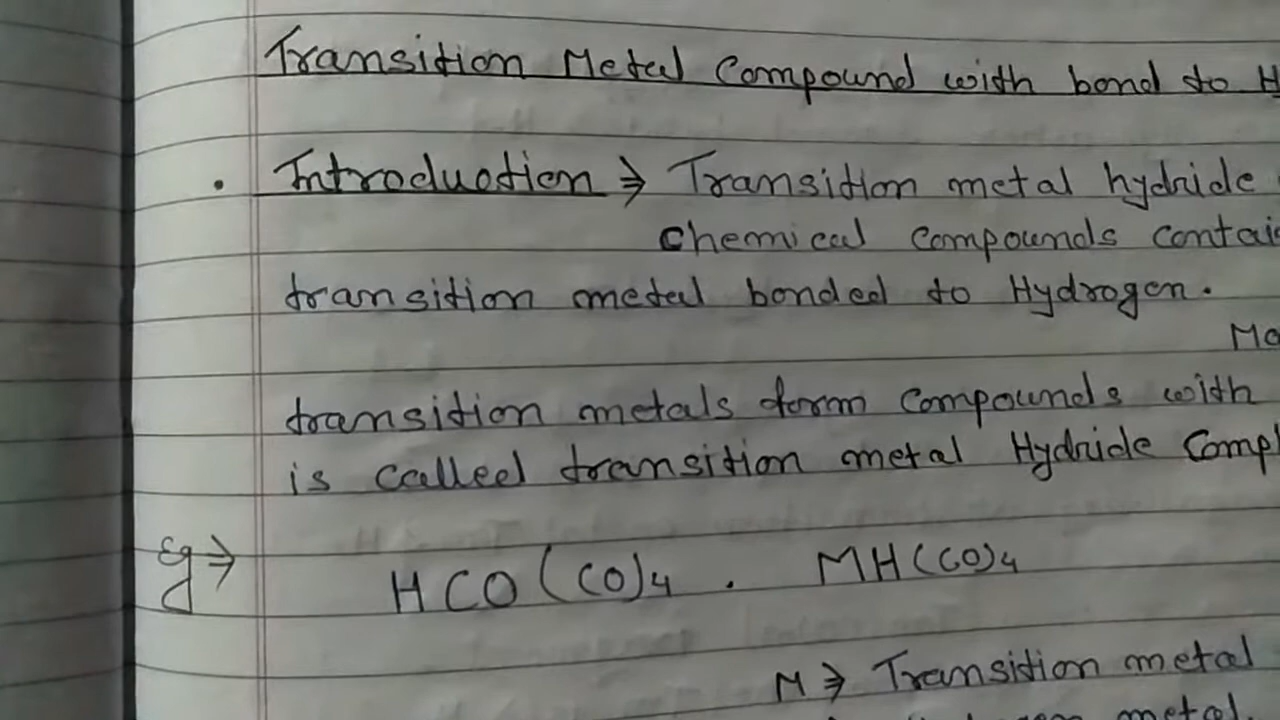 Transition Metal Compound with bond to H
. Introduction ⇒ Transition metal hydride
chemical compounds contai
transition metal bonded to Hydrogen.
Mo
transition metals form compounds with
is called transition metal Hydride Compl
Eg ⇒ HCO(CO)4 . MH(CO)4
M ⇒ Transition metal
metal.